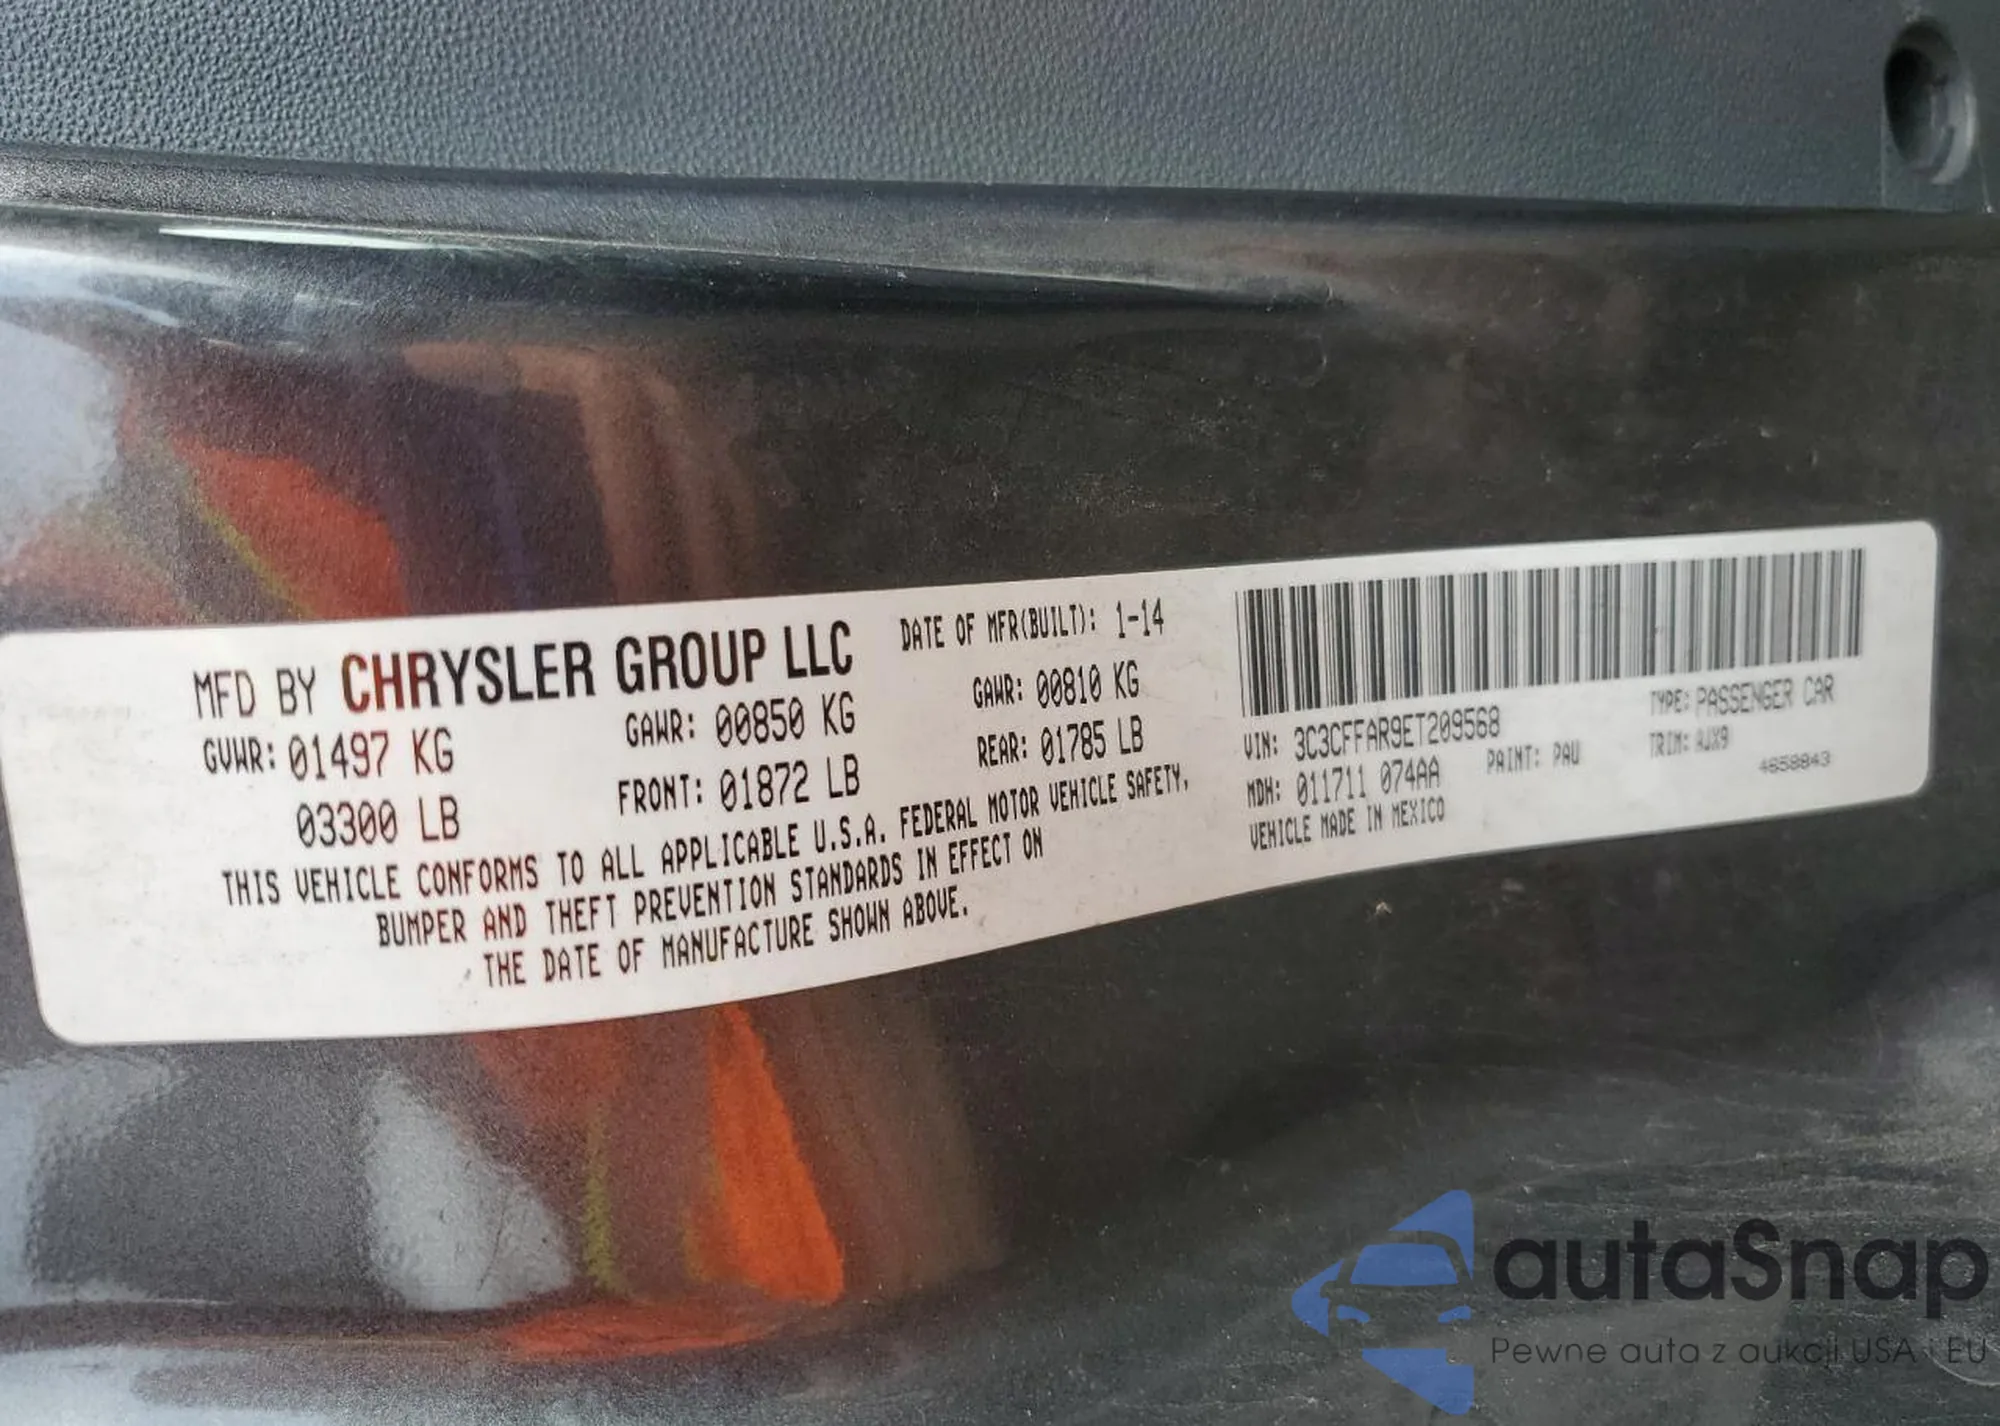 MFD BY CHRYSLER GROUP LLC
DATE OF MFR(BUILT): 1-14
GVWR: 01497 KG
03300 LB
GAWR: 00850 KG
FRONT: 01872 LB
GAWR: 00810 KG
REAR: 01785 LB
THIS VEHICLE CONFORMS TO ALL APPLICABLE U.S.A. FEDERAL MOTOR VEHICLE SAFETY,
BUMPER AND THEFT PREVENTION STANDARDS IN EFFECT ON
THE DATE OF MANUFACTURE SHOWN ABOVE.
VIN: 3C3CFFAR9ET209568
TYPE: PASSENGER CAR
MDH: 011711 074AA
PAINT: PAU
TRIM: AJX9
VEHICLE MADE IN MEXICO
4658843
autaSnap
Pewne auta z aukcji USA i EU